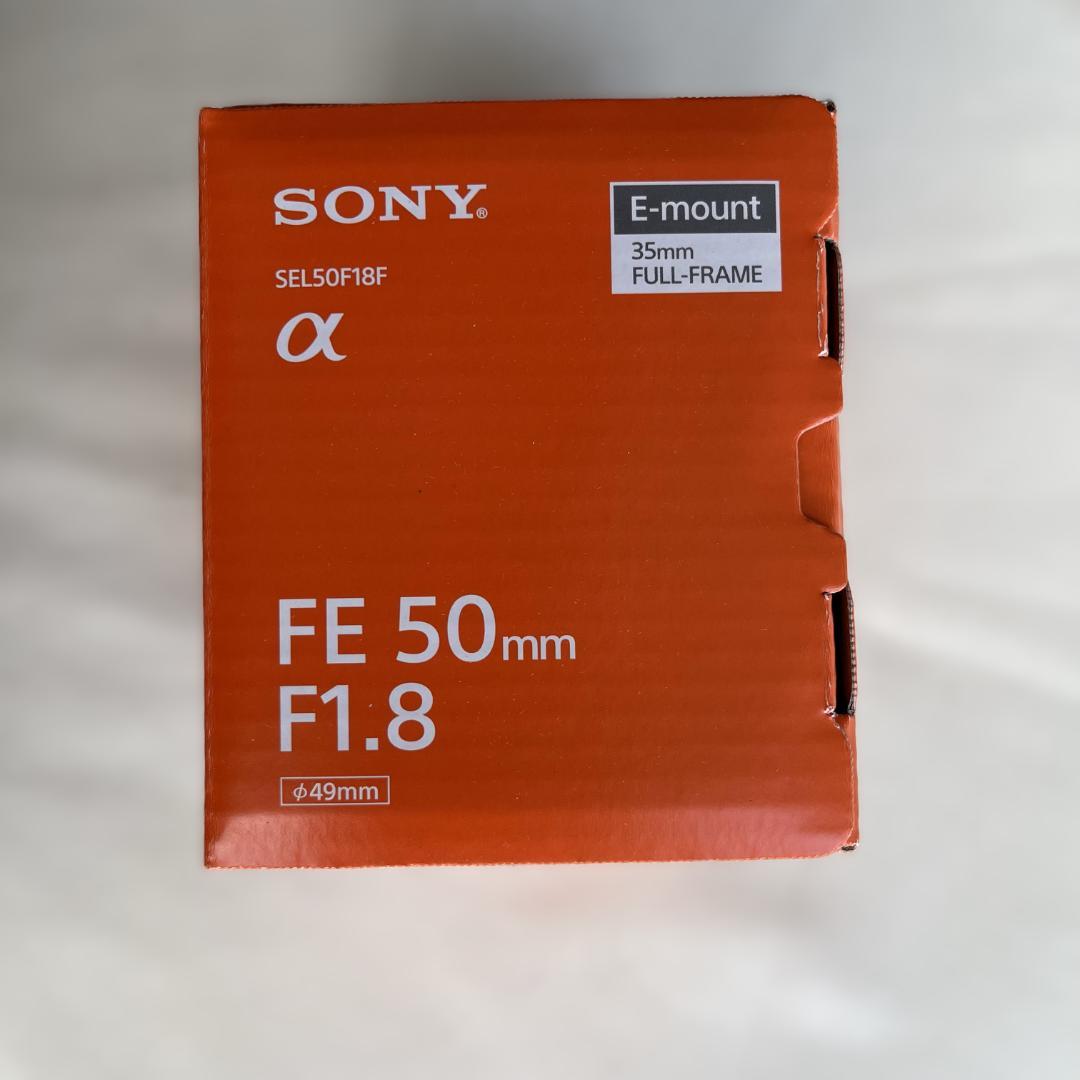 SONY®
E-mount
35mm
FULL-FRAME
SEL50F18F
α
FE 50mm
F1.8
ϕ49mm